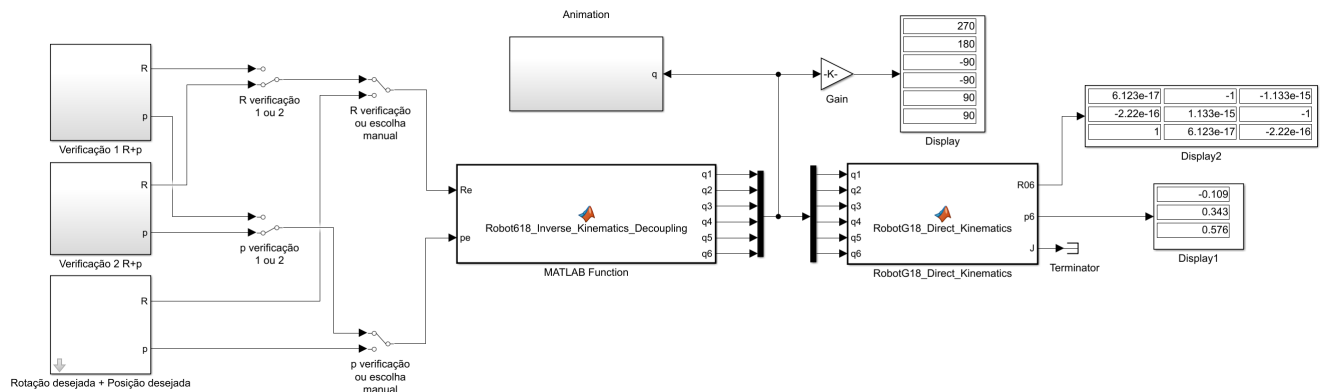 Animation
q
-K-
Gain
270
180
-90
-90
90
90
Display
R
p
Verificação 1 R+p
R verificação
1 ou 2
R verificação
ou escolha
manual
R
p
Verificação 2 R+p
p verificação
1 ou 2
R
p
Rotação desejada + Posição desejada
p verificação
ou escolha
manual
Re
pe
Robot618_Inverse_Kinematics_Decoupling
q1
q2
q3
q4
q5
q6
MATLAB Function
q1
q2
q3
q4
q5
q6
RobotG18_Direct_Kinematics
R06
p6
J
RobotG18_Direct_Kinematics
Terminator
6.123e-17 -1 -1.133e-15
-2.22e-16 1.133e-15 -1
1 6.123e-17 -2.22e-16
Display2
-0.109
0.343
0.576
Display1